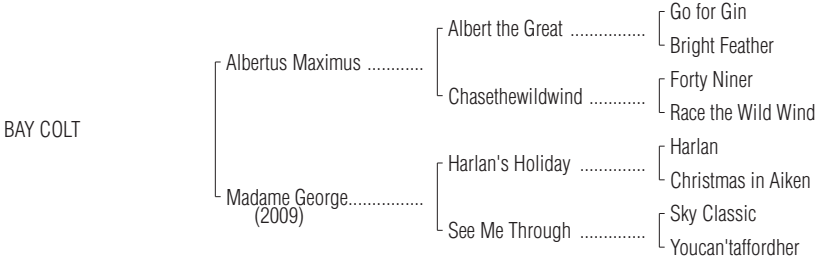 Go for Gin
Albert the Great ................
Bright Feather
Albertus Maximus ............
Forty Niner
Chasethewildwind ............
Race the Wild Wind
BAY COLT
Harlan
Harlan's Holiday ..............
Christmas in Aiken
Madame George................
(2009)
Sky Classic
See Me Through ..............
Youcan'taffordher